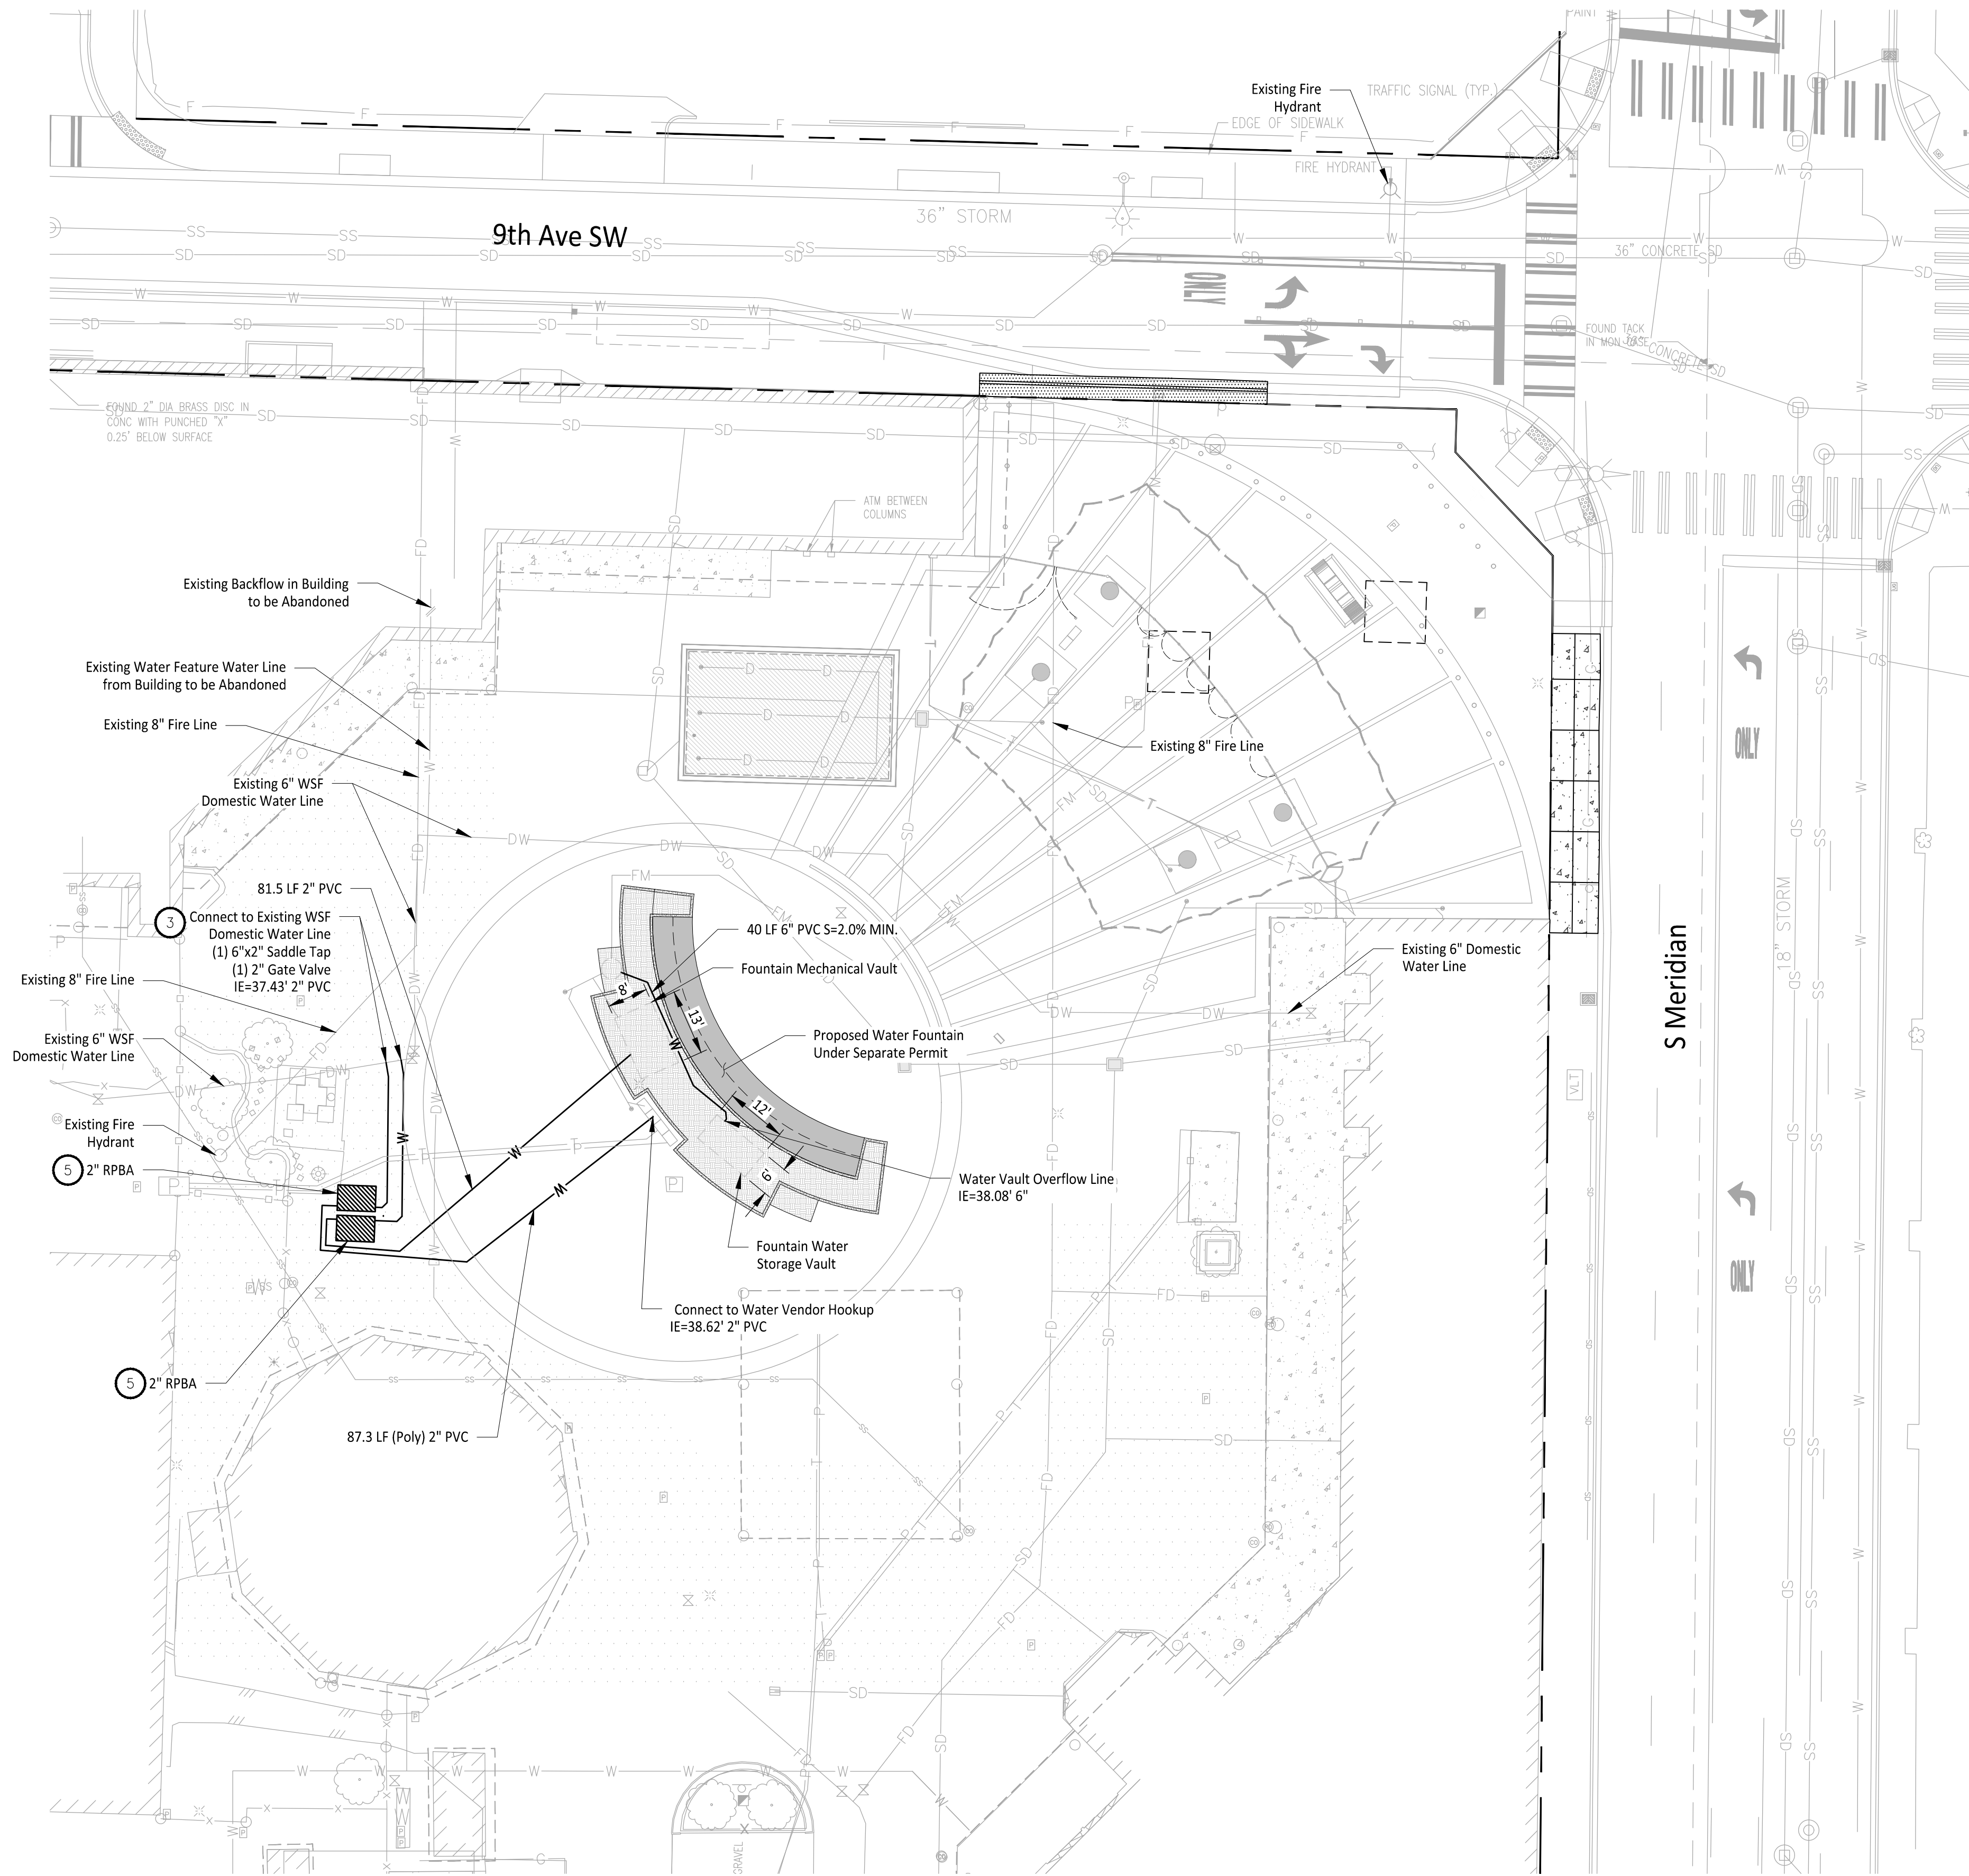 PAINT
Existing Fire
Hydrant
TRAFFIC SIGNAL (TYP.)
EDGE OF SIDEWALK
FIRE HYDRANT
36" STORM
9th Ave SW
36" CONCRETE SD
ONLY
FOUND TACK
IN MON CASE
36" CONCRETE SD
FOUND 2" DIA BRASS DISC IN
CONC WITH PUNCHED "X"
0.25' BELOW SURFACE
ATM BETWEEN
COLUMNS
Existing Backflow in Building
to be Abandoned
Existing Water Feature Water Line
from Building to be Abandoned
Existing 8" Fire Line
Existing 8" Fire Line
ONLY
Existing 6" WSF
Domestic Water Line
81.5 LF 2" PVC
3
Connect to Existing WSF
Domestic Water Line
(1) 6"x2" Saddle Tap
(1) 2" Gate Valve
IE=37.43' 2" PVC
40 LF 6" PVC S=2.0% MIN.
Fountain Mechanical Vault
Existing 6" Domestic
Water Line
18" STORM
S Meridian
Existing 8" Fire Line
8'
13'
Proposed Water Fountain
Under Separate Permit
Existing 6" WSF
Domestic Water Line
VLT
12'
Existing Fire
Hydrant
5
2" RPBA
6'
Water Vault Overflow Line
IE=38.08' 6"
Fountain Water
Storage Vault
ONLY
Connect to Water Vendor Hookup
IE=38.62' 2" PVC
5
2" RPBA
87.3 LF (Poly) 2" PVC
GRAVEL